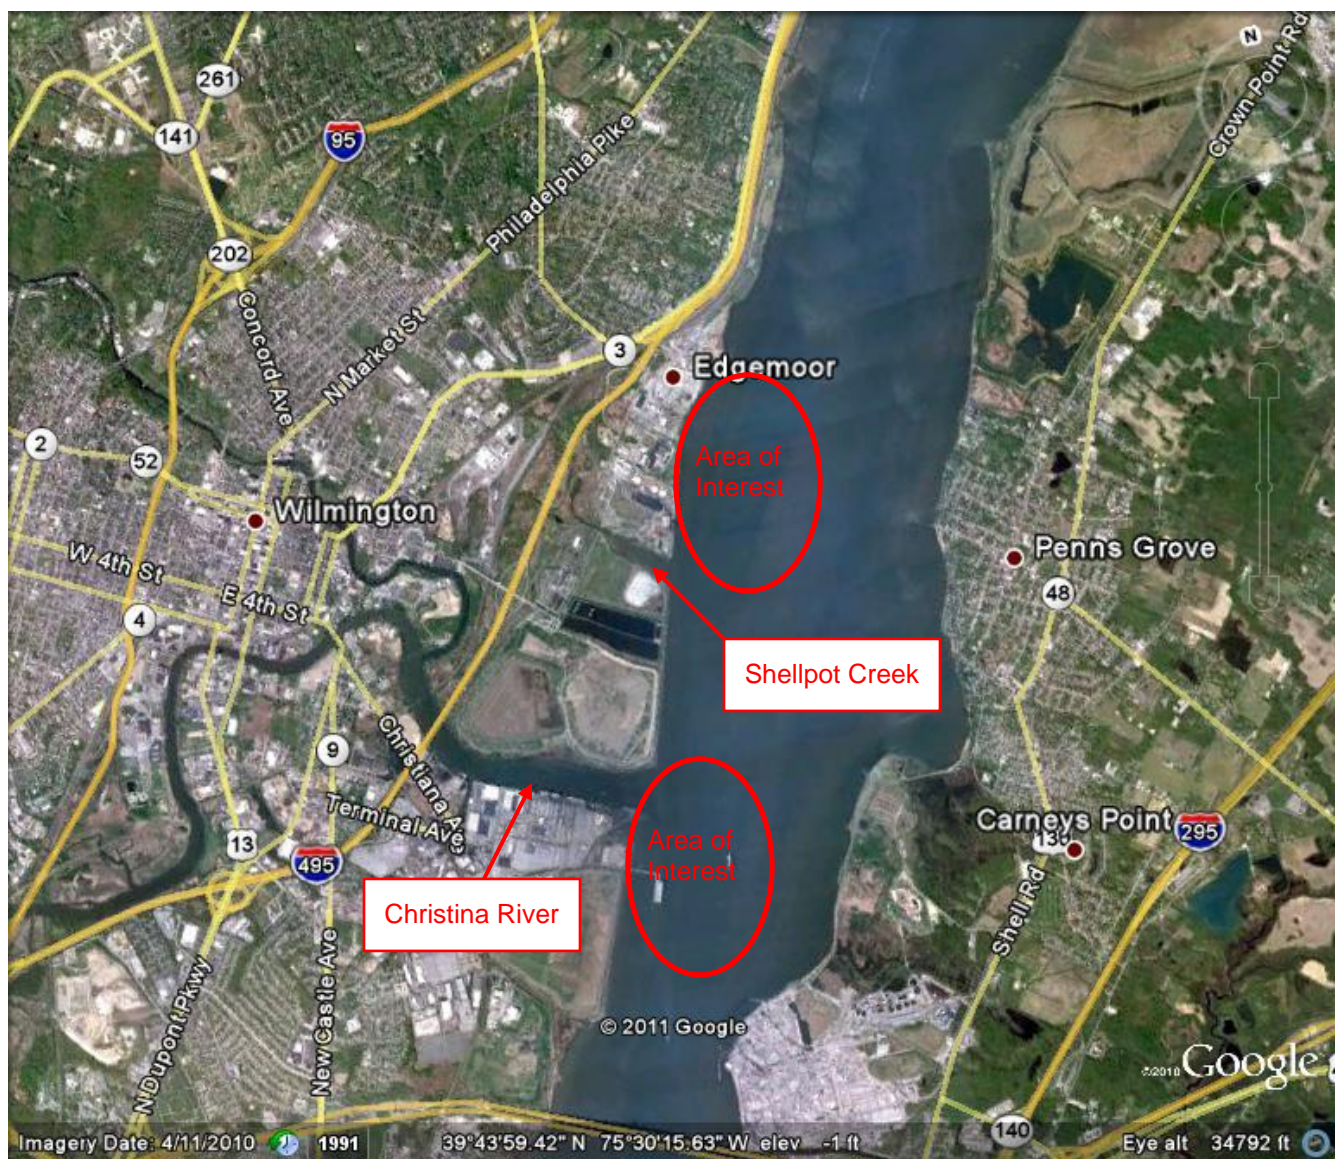 N
Crown Point Rd
261
141
95
Philadelphia Pike
202
Concord Ave
N Market St
3
Edgemoor
2
52
Area of
Interest
Wilmington
W 4th St
E 4th St
Penns Grove
48
4
Shellpot Creek
9
Christiana Ave
Terminal Ave
13
495
Area of
Interest
Carneys Point
295
Christina River
Shell Rd
N Dupont Pkwy
New Castle Ave
© 2011 Google
©2010 Google
140
Imagery Date: 4/11/2010 1991 39°43'59.42" N 75°30'15.63" W elev -1 ft Eye alt 34792 ft